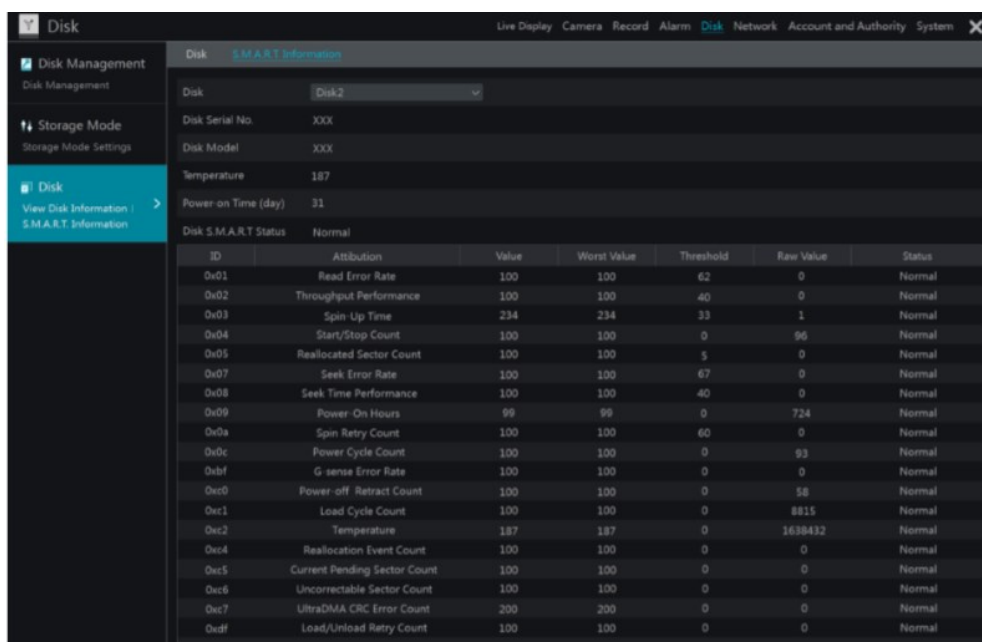 Disk
Live Display Camera Record Alarm Disk Network Account and Authority System X
Disk Management
Disk Management
Storage Mode
Storage Mode Settings
Disk
View Disk Information |
S.M.A.R.T. Information
Disk S.M.A.R.T Information
Disk Disk2
Disk Serial No. XXX
Disk Model XXX
Temperature 187
Power-on Time (day) 31
Disk S.M.A.R.T Status Normal
ID Attibution Value Worst Value Threshold Raw Value Status
0x01 Read Error Rate 100 100 62 0 Normal
0x02 Throughput Performance 100 100 40 0 Normal
0x03 Spin-Up Time 234 234 33 1 Normal
0x04 Start/Stop Count 100 100 0 96 Normal
0x05 Reallocated Sector Count 100 100 5 0 Normal
0x07 Seek Error Rate 100 100 67 0 Normal
0x08 Seek Time Performance 100 100 40 0 Normal
0x09 Power-On Hours 99 99 0 724 Normal
0x0a Spin Retry Count 100 100 60 0 Normal
0x0c Power Cycle Count 100 100 0 93 Normal
0xbf G-sense Error Rate 100 100 0 0 Normal
0xc0 Power-off Retract Count 100 100 0 58 Normal
0xc1 Load Cycle Count 100 100 0 8815 Normal
0xc2 Temperature 187 187 0 1638432 Normal
0xc4 Reallocation Event Count 100 100 0 0 Normal
0xc5 Current Pending Sector Count 100 100 0 0 Normal
0xc6 Uncorrectable Sector Count 100 100 0 0 Normal
0xc7 UltraDMA CRC Error Count 200 200 0 0 Normal
0xdf Load/Unload Retry Count 100 100 0 0 Normal